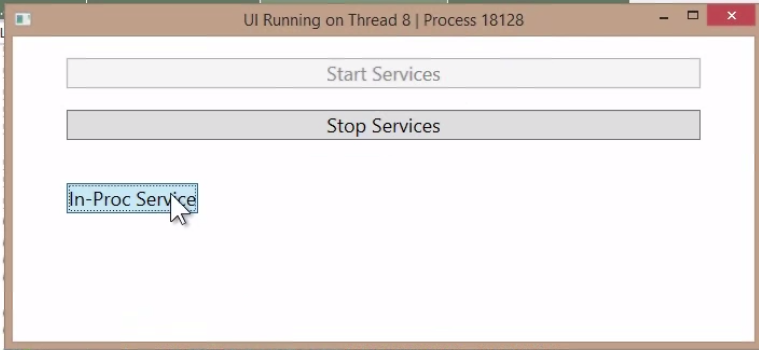 UI Running on Thread 8 | Process 18128
Start Services
Stop Services
In-Proc Service